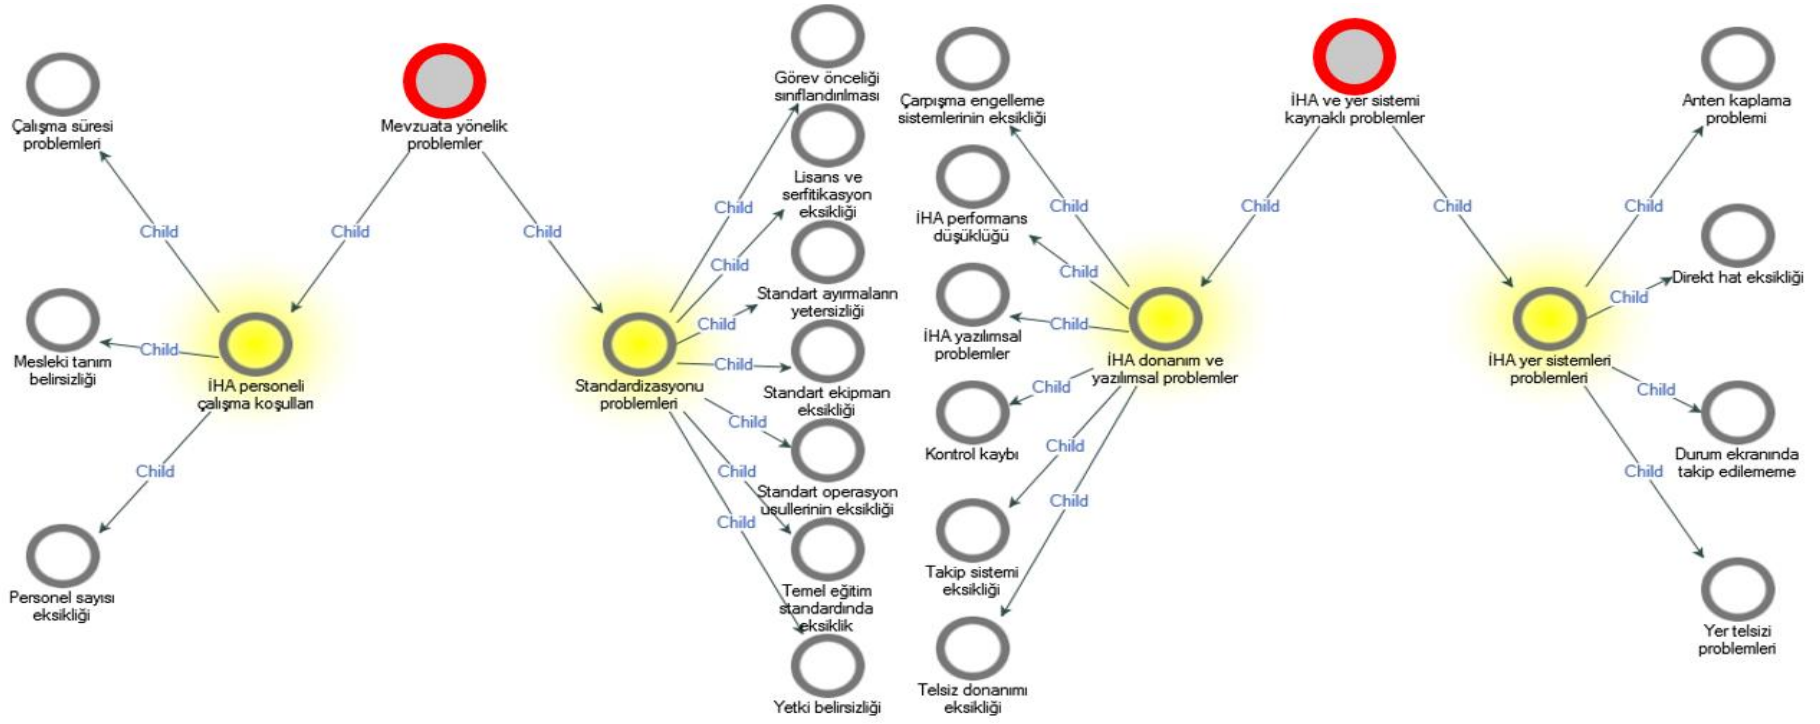 Mevzuata yönelik
problemler
Child
Child
İHA personeli
çalışma koşulları
Child
Child
Child
Çalışma süresi
problemleri
Mesleki tanım
belirsizliği
Personel sayısı
eksikliği
Standardizasyonu
problemleri
Child
Child
Child
Child
Child
Child
Child
Görev önceliği
sınıflandırılması
Lisans ve
serfitikasyon
eksikliği
Standart ayırmaların
yetersizliği
Standart ekipman
eksikliği
Standart operasyon
usullerinin eksikliği
Temel eğitim
standardında
eksiklik
Yetki belirsizliği
İHA ve yer sistemi
kaynaklı problemler
Child
Child
İHA donanım ve
yazılımsal problemler
Child
Child
Child
Child
Child
Child
Çarpışma engelleme
sistemlerinin eksikliği
İHA performans
düşüklüğü
İHA yazılımsal
problemler
Kontrol kaybı
Takip sistemi
eksikliği
Telsiz donanımı
eksikliği
İHA yer sistemleri
problemleri
Child
Child
Child
Child
Anten kaplama
problemi
Direkt hat eksikliği
Durum ekranında
takip edilememe
Yer telsizi
problemleri